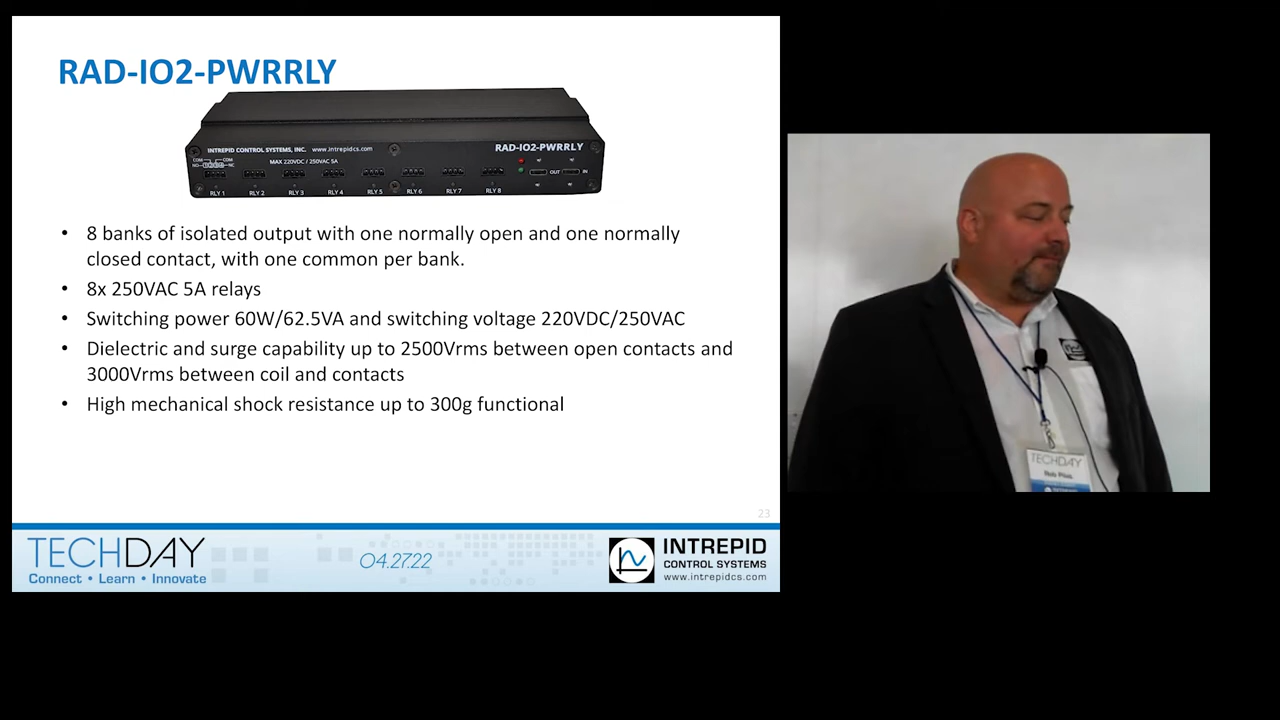 RAD-IO2-PWRRLY
INTREPID CONTROL SYSTEMS, INC. www.intrepidcs.com
RAD-IO2-PWRRLY
COM COM
NO NC
MAX 220VDC / 250VAC 5A
OUT IN
RLY 1 RLY 2 RLY 3 RLY 4 RLY 5 RLY 6 RLY 7 RLY 8
• 8 banks of isolated output with one normally open and one normally
closed contact, with one common per bank.
• 8x 250VAC 5A relays
• Switching power 60W/62.5VA and switching voltage 220VDC/250VAC
• Dielectric and surge capability up to 2500Vrms between open contacts and
3000Vrms between coil and contacts
• High mechanical shock resistance up to 300g functional
23
TECHDAY
Connect • Learn • Innovate
04.27.22
INTREPID
CONTROL SYSTEMS
www.intrepidcs.com
TECHDAY